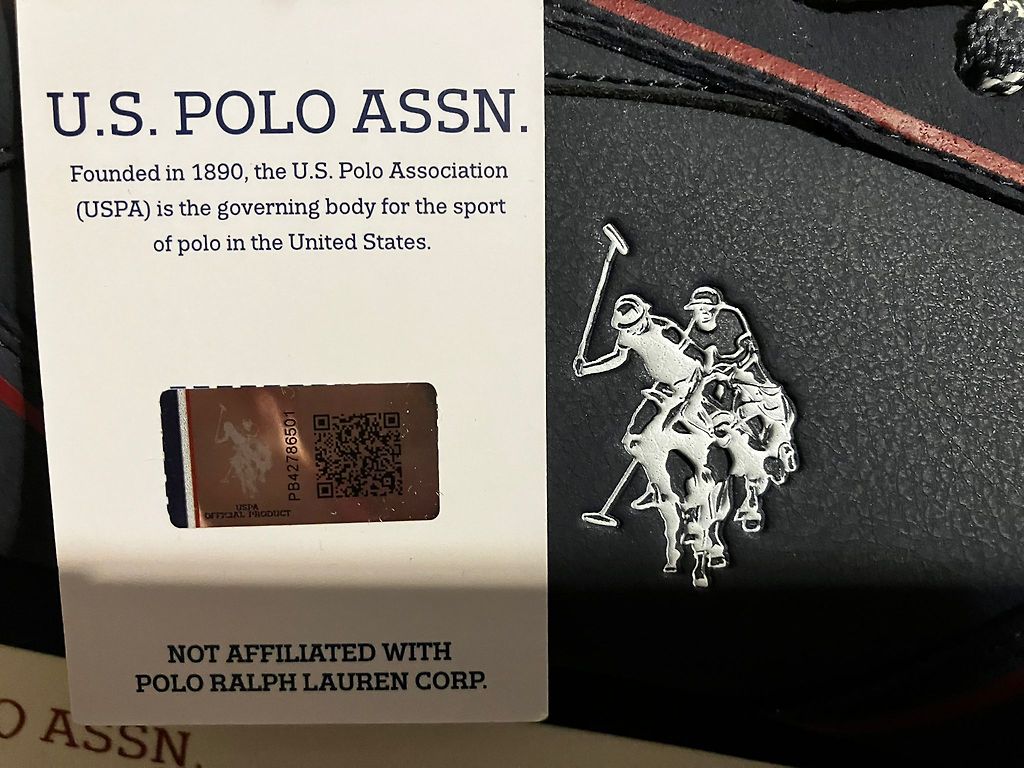 U.S. POLO ASSN.
Founded in 1890, the U.S. Polo Association
(USPA) is the governing body for the sport
of polo in the United States.
PB42786501
USPA
OFFICIAL PRODUCT
NOT AFFILIATED WITH
POLO RALPH LAUREN CORP.
O ASSN.